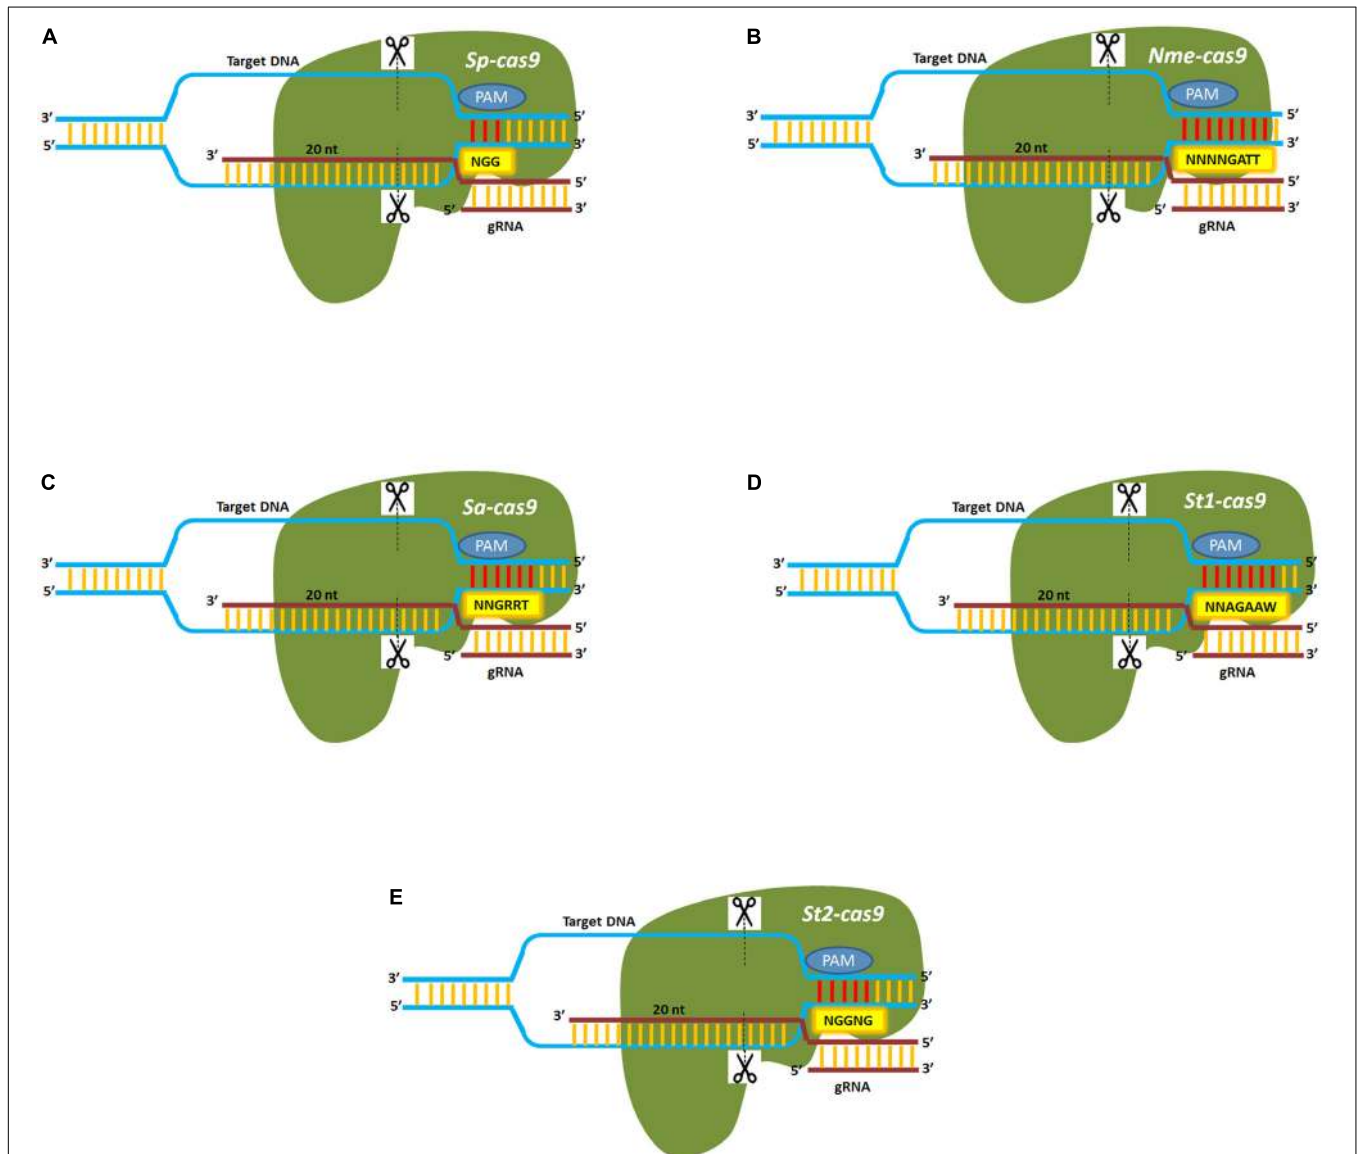 A
Target DNA
Sp-cas9
PAM
3′
5′
5′
3′
3′
20 nt
NGG
5′
5′
3′
gRNA
B
Target DNA
Nme-cas9
PAM
3′
5′
5′
3′
3′
20 nt
NNNNGATT
5′
5′
3′
gRNA
C
Target DNA
Sa-cas9
PAM
3′
5′
5′
3′
3′
20 nt
NNGRRT
5′
5′
3′
gRNA
D
Target DNA
St1-cas9
PAM
3′
5′
5′
3′
3′
20 nt
NNAGAAW
5′
5′
3′
gRNA
E
Target DNA
St2-cas9
PAM
3′
5′
5′
3′
3′
20 nt
NGGNG
5′
5′
3′
gRNA